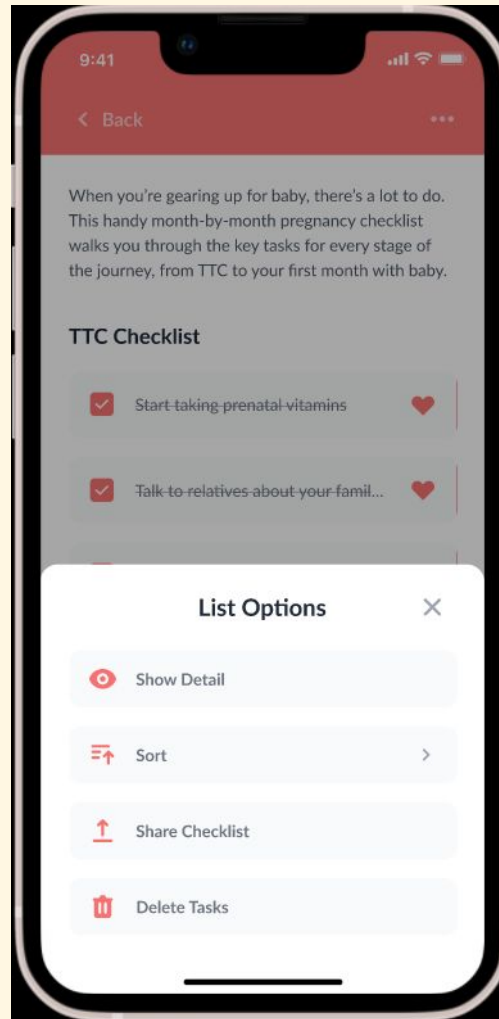 9:41
Back
When you're gearing up for baby, there's a lot to do.
This handy month-by-month pregnancy checklist
walks you through the key tasks for every stage of
the journey, from TTC to your first month with baby.
TTC Checklist
Start taking prenatal vitamins
Talk to relatives about your famil...
List Options
Show Detail
Sort
Share Checklist
Delete Tasks